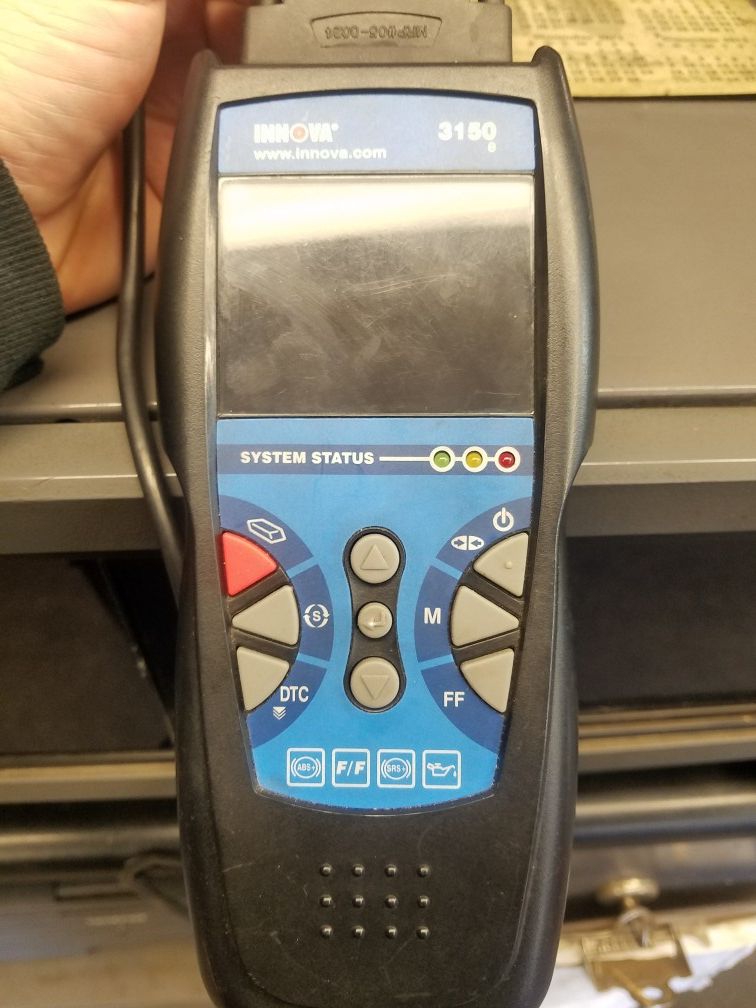 INNOVA®
3150
www.innova.com
SYSTEM STATUS
S
M
DTC
FF
ABS+
F/F
SRS+